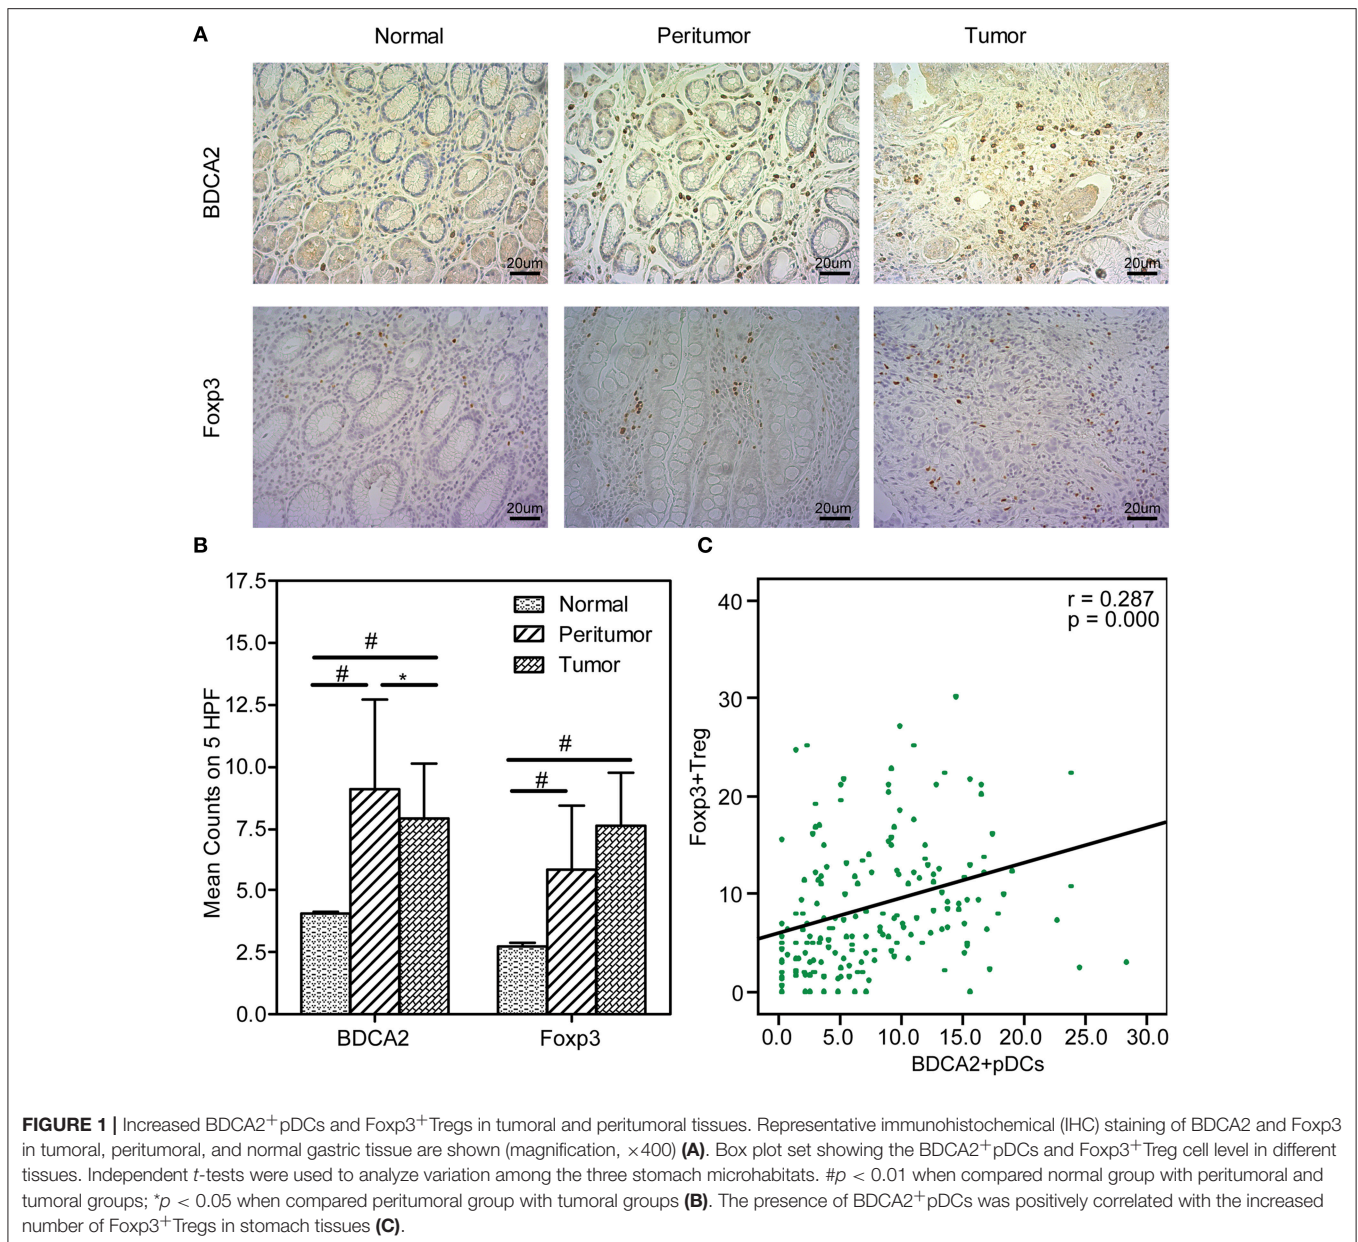 A
Normal
Peritumor
Tumor
BDCA2
20um
20um
20um
Foxp3
20um
20um
20um
B
17.5
15.0
12.5
10.0
7.5
5.0
2.5
0.0
Mean Counts on 5 HPF
Normal
Peritumor
Tumor
#
#
*
#
#
BDCA2
Foxp3
C
40
30
20
10
0
Foxp3+Treg
r = 0.287
p = 0.000
0.0 5.0 10.0 15.0 20.0 25.0 30.0
BDCA2+pDCs
FIGURE 1 | Increased BDCA2⁺pDCs and Foxp3⁺Tregs in tumoral and peritumoral tissues. Representative immunohistochemical (IHC) staining of BDCA2 and Foxp3
in tumoral, peritumoral, and normal gastric tissue are shown (magnification, ×400) (A). Box plot set showing the BDCA2⁺pDCs and Foxp3⁺Treg cell level in different
tissues. Independent t-tests were used to analyze variation among the three stomach microhabitats. #p < 0.01 when compared normal group with peritumoral and
tumoral groups; *p < 0.05 when compared peritumoral group with tumoral groups (B). The presence of BDCA2⁺pDCs was positively correlated with the increased
number of Foxp3⁺Tregs in stomach tissues (C).